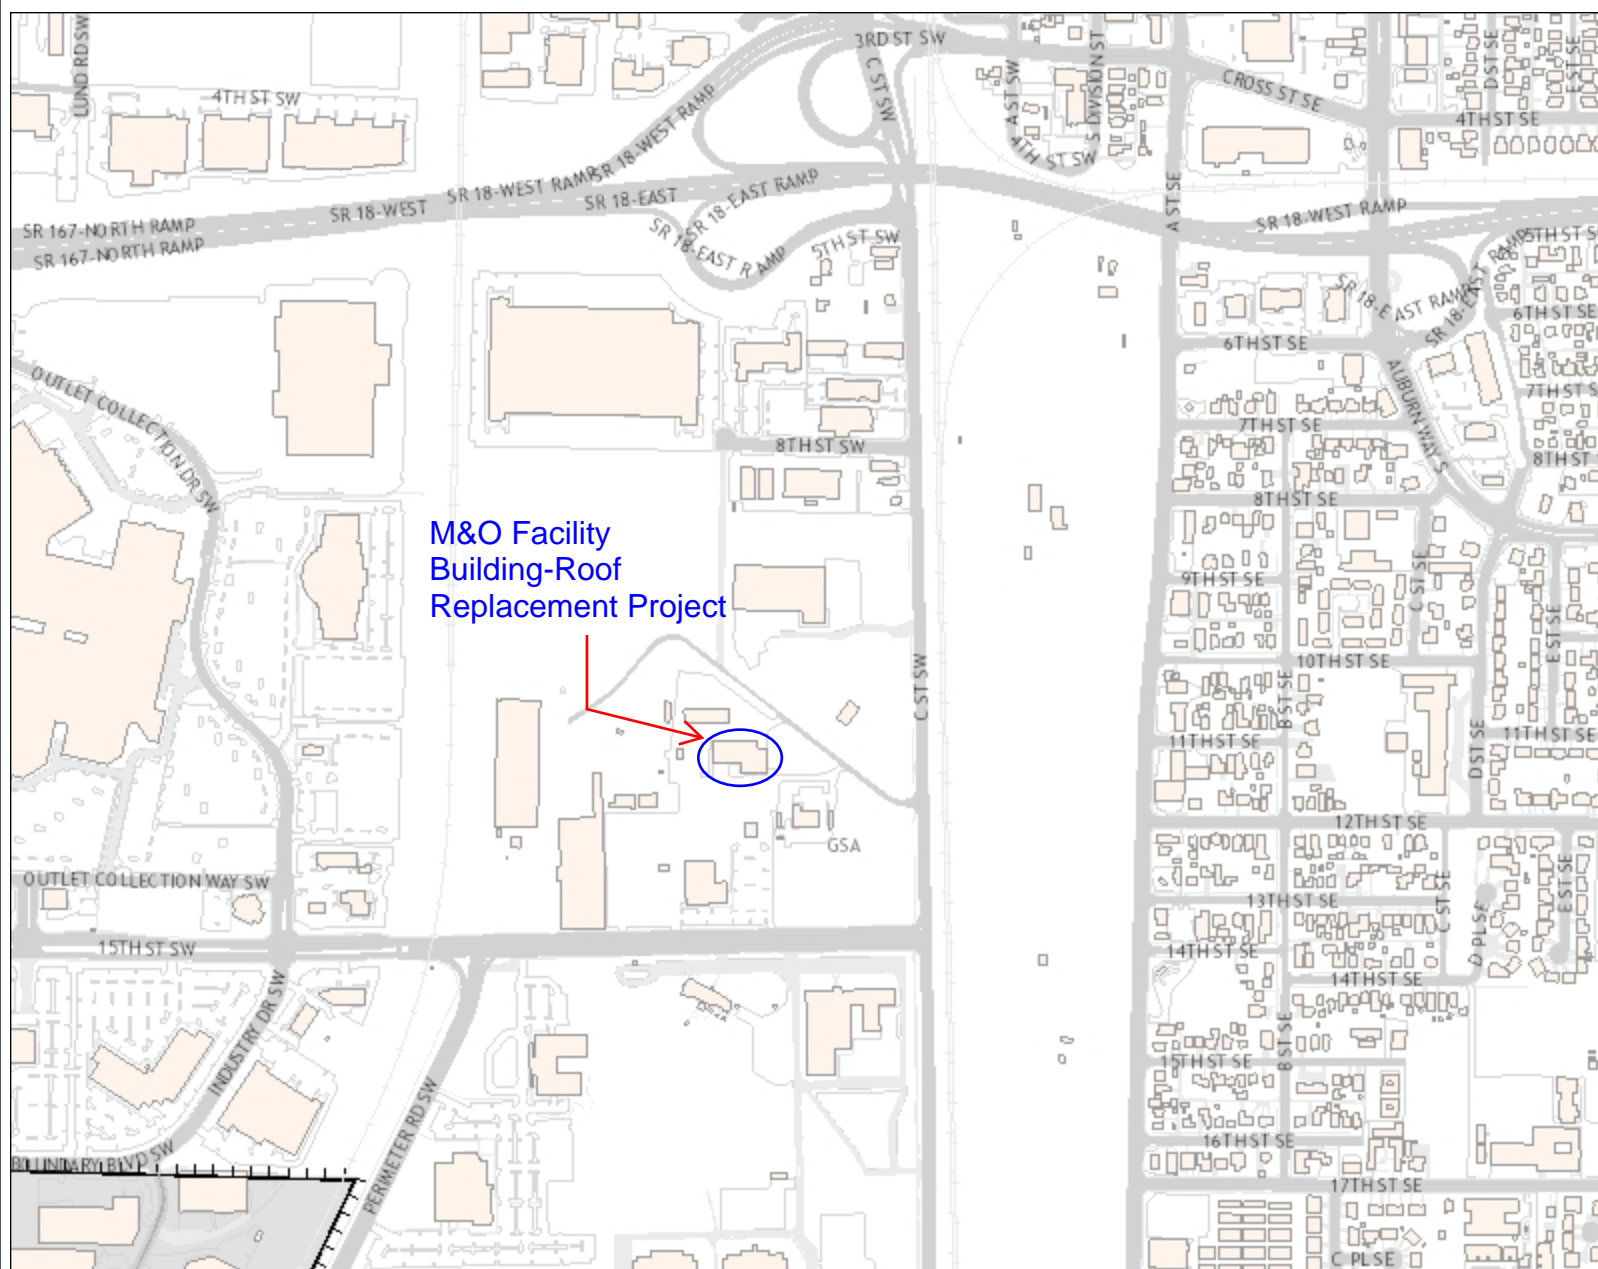 LUND RD SW
4TH ST SW
3RD ST SW
C ST SW
A ST SW
S DIVISION ST
4TH ST SW
CROSS ST SE
D ST SE
E ST SE
4TH ST SE
SR 18-WEST RAMP
SR 18-WEST RAMP
SR 18-WEST
SR 18-EAST
SR 18-EAST RAMP
SR 18-EAST RAMP
5TH ST SW
SR 167-NORTH RAMP
SR 167-NORTH RAMP
A ST SE
SR 18-WEST RAMP
5TH ST S
SR 18-EAST RAMP
SR 18-EAST RAMP
6TH ST SE
6TH ST SE
OUTLET COLLECTION DR SW
AUBURN WAY S
7TH ST S
7TH ST SE
8TH ST SW
8TH ST
8TH ST SE
M&O Facility
Building-Roof
Replacement Project
9TH ST SE
C ST SE
E ST SE
10TH ST SE
C ST SW
B ST SE
11TH ST SE
D ST SE
11TH ST SE
12TH ST SE
GSA
OUTLET COLLECTION WAY SW
13TH ST SE
C ST SE
D PL SE
E ST SE
15TH ST SW
14TH ST SE
14TH ST SE
INDUSTRY DR SW
B ST SE
15TH ST SE
PERIMETER RD SW
BOUNDARY BLVD SW
16TH ST SE
17TH ST SE
C PL SE